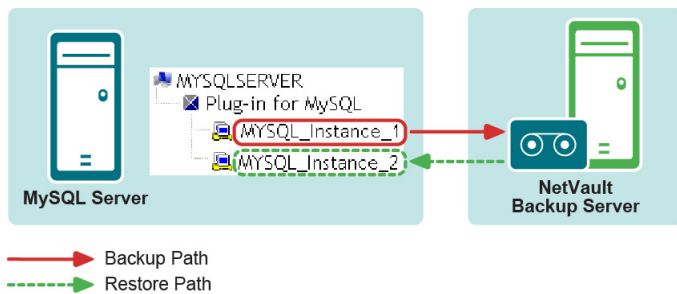 MYSQLSERVER
Plug-in for MySQL
MYSQL_Instance_1
MYSQL_Instance_2
MySQL Server
NetVault
Backup Server
Backup Path
Restore Path